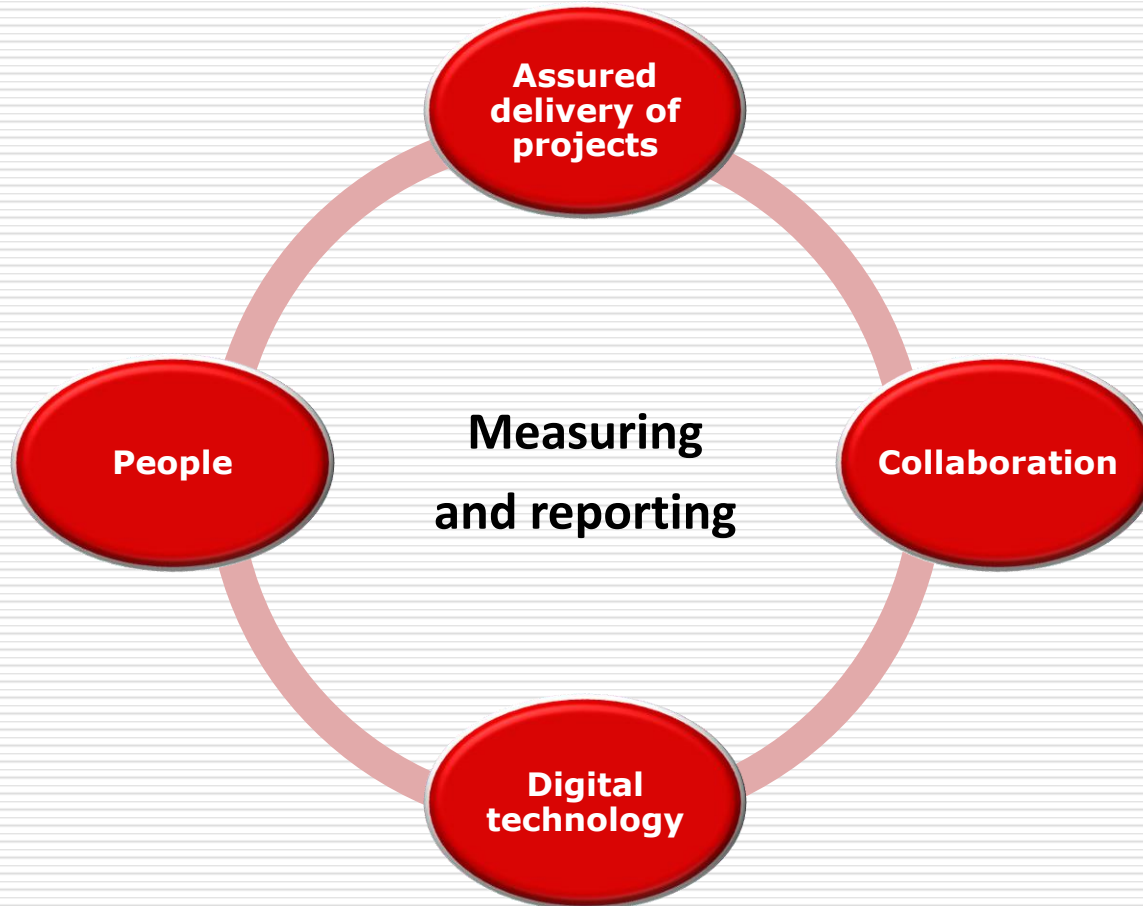 Assured
delivery of
projects
People
Measuring
and reporting
Collaboration
Digital
technology